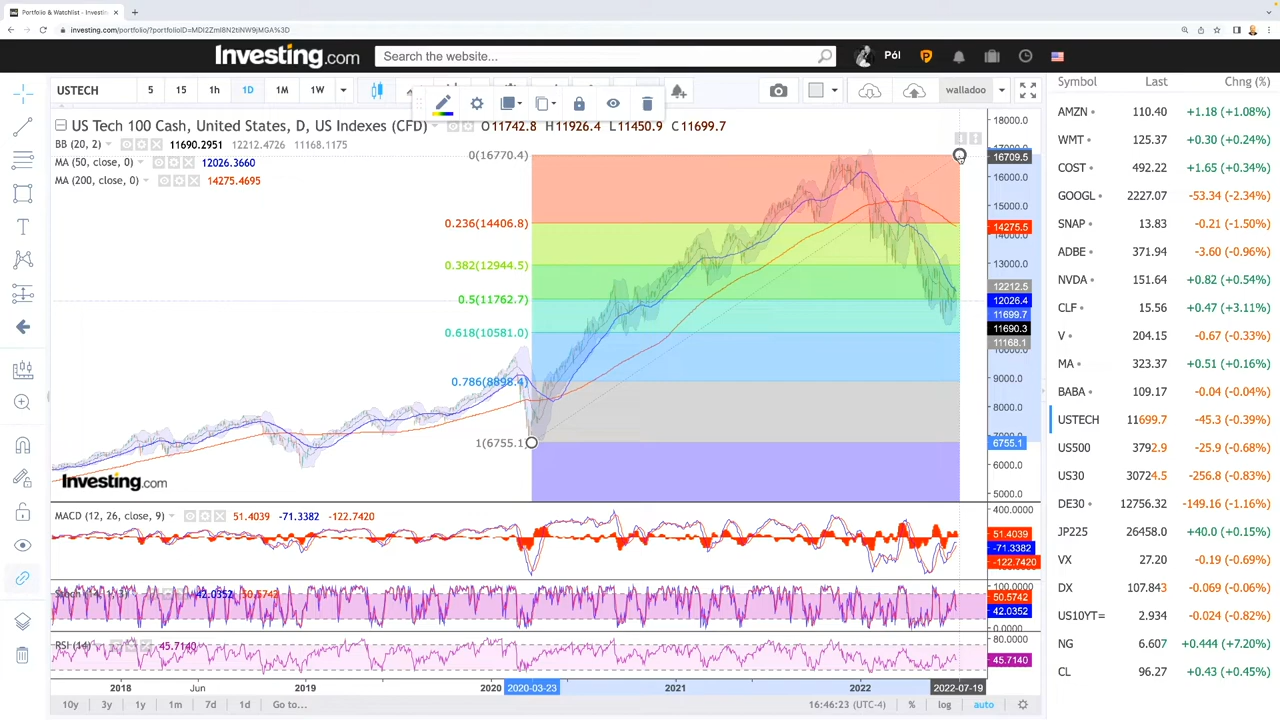 Portfolio & Watchlist - Investin
investing.com/portfolio/?portfolioID=MDI2ZmI8N2tiNW9jMGA%3D
Investing.com
Search the website...
Pól
USTECH 5 15 1h 1D 1M 1W
walladoo
US Tech 100 Cash, United States, D, US Indexes (CFD) O11742.8 H11926.4 L11450.9 C11699.7
BB (20, 2) 11690.2951 12212.4726 11168.1175
MA (50, close, 0) 12026.3660
MA (200, close, 0) 14275.4695
0(16770.4)
0.236(14406.8)
0.382(12944.5)
0.5(11762.7)
0.618(10581.0)
0.786(8898.4)
1(6755.1)
18000.0
16709.5
16000.0
15000.0
14275.5
13000.0
12212.5
12026.4
11699.7
11690.3
11168.1
9000.0
8000.0
6755.1
6000.0
5000.0
Investing.com
MACD (12, 26, close, 9) 51.4039 -71.3382 -122.7420
400.0000
51.4039
-71.3382
-122.7420
42.0352 50.5742
100.0000
50.5742
42.0352
0.0000
RSI (14) 45.7140
80.0000
45.7140
2018 Jun 2019 2020 2020-03-23 2021 2022 2022-07-19
10y 3y 1y 1m 7d 1d Go to... 16:46:23 (UTC-4) % log auto
Symbol Last Chng (%)
AMZN 110.40 +1.18 (+1.08%)
WMT 125.37 +0.30 (+0.24%)
COST 492.22 +1.65 (+0.34%)
GOOGL 2227.07 -53.34 (-2.34%)
SNAP 13.83 -0.21 (-1.50%)
ADBE 371.94 -3.60 (-0.96%)
NVDA 151.64 +0.82 (+0.54%)
CLF 15.56 +0.47 (+3.11%)
V 204.15 -0.67 (-0.33%)
MA 323.37 +0.51 (+0.16%)
BABA 109.17 -0.04 (-0.04%)
USTECH 11699.7 -45.3 (-0.39%)
US500 3792.9 -25.9 (-0.68%)
US30 30724.5 -256.8 (-0.83%)
DE30 12756.32 -149.16 (-1.16%)
JP225 26458.0 +40.0 (+0.15%)
VX 27.20 -0.19 (-0.69%)
DX 107.843 -0.069 (-0.06%)
US10YT= 2.934 -0.024 (-0.82%)
NG 6.607 +0.444 (+7.20%)
CL 96.27 +0.43 (+0.45%)